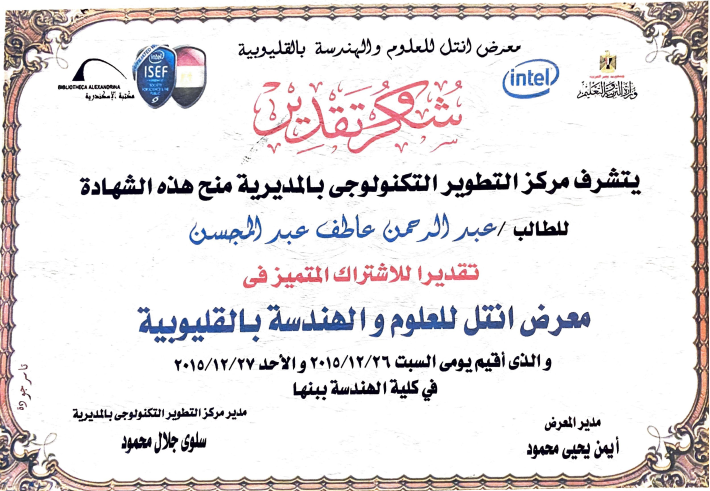 معرض انتل للعلوم والهندسة بالقليوبية
BIBLIOTHECA ALEXANDRINA
مكتبة الإسكندرية
intel
ISEF
intel
وزارة التربية والتعليم
شكر وتقدير
يتشرف مركز التطوير التكنولوجى بالمديرية منح هذه الشهادة
للطالب / عبد الرحمن عاطف عبد المحسن
تقديرا للاشتراك المتميز فى
معرض انتل للعلوم و الهندسة بالقليوبية
و الذى أقيم يومى السبت ٢٠١٥/١٢/٢٦ و الأحد ٢٠١٥/١٢/٢٧
في كلية الهندسة ببنها
مدير المعرض
أيمن يحيى محمود
مدير مركز التطوير التكنولوجى بالمديرية
سلوى جلال محمود